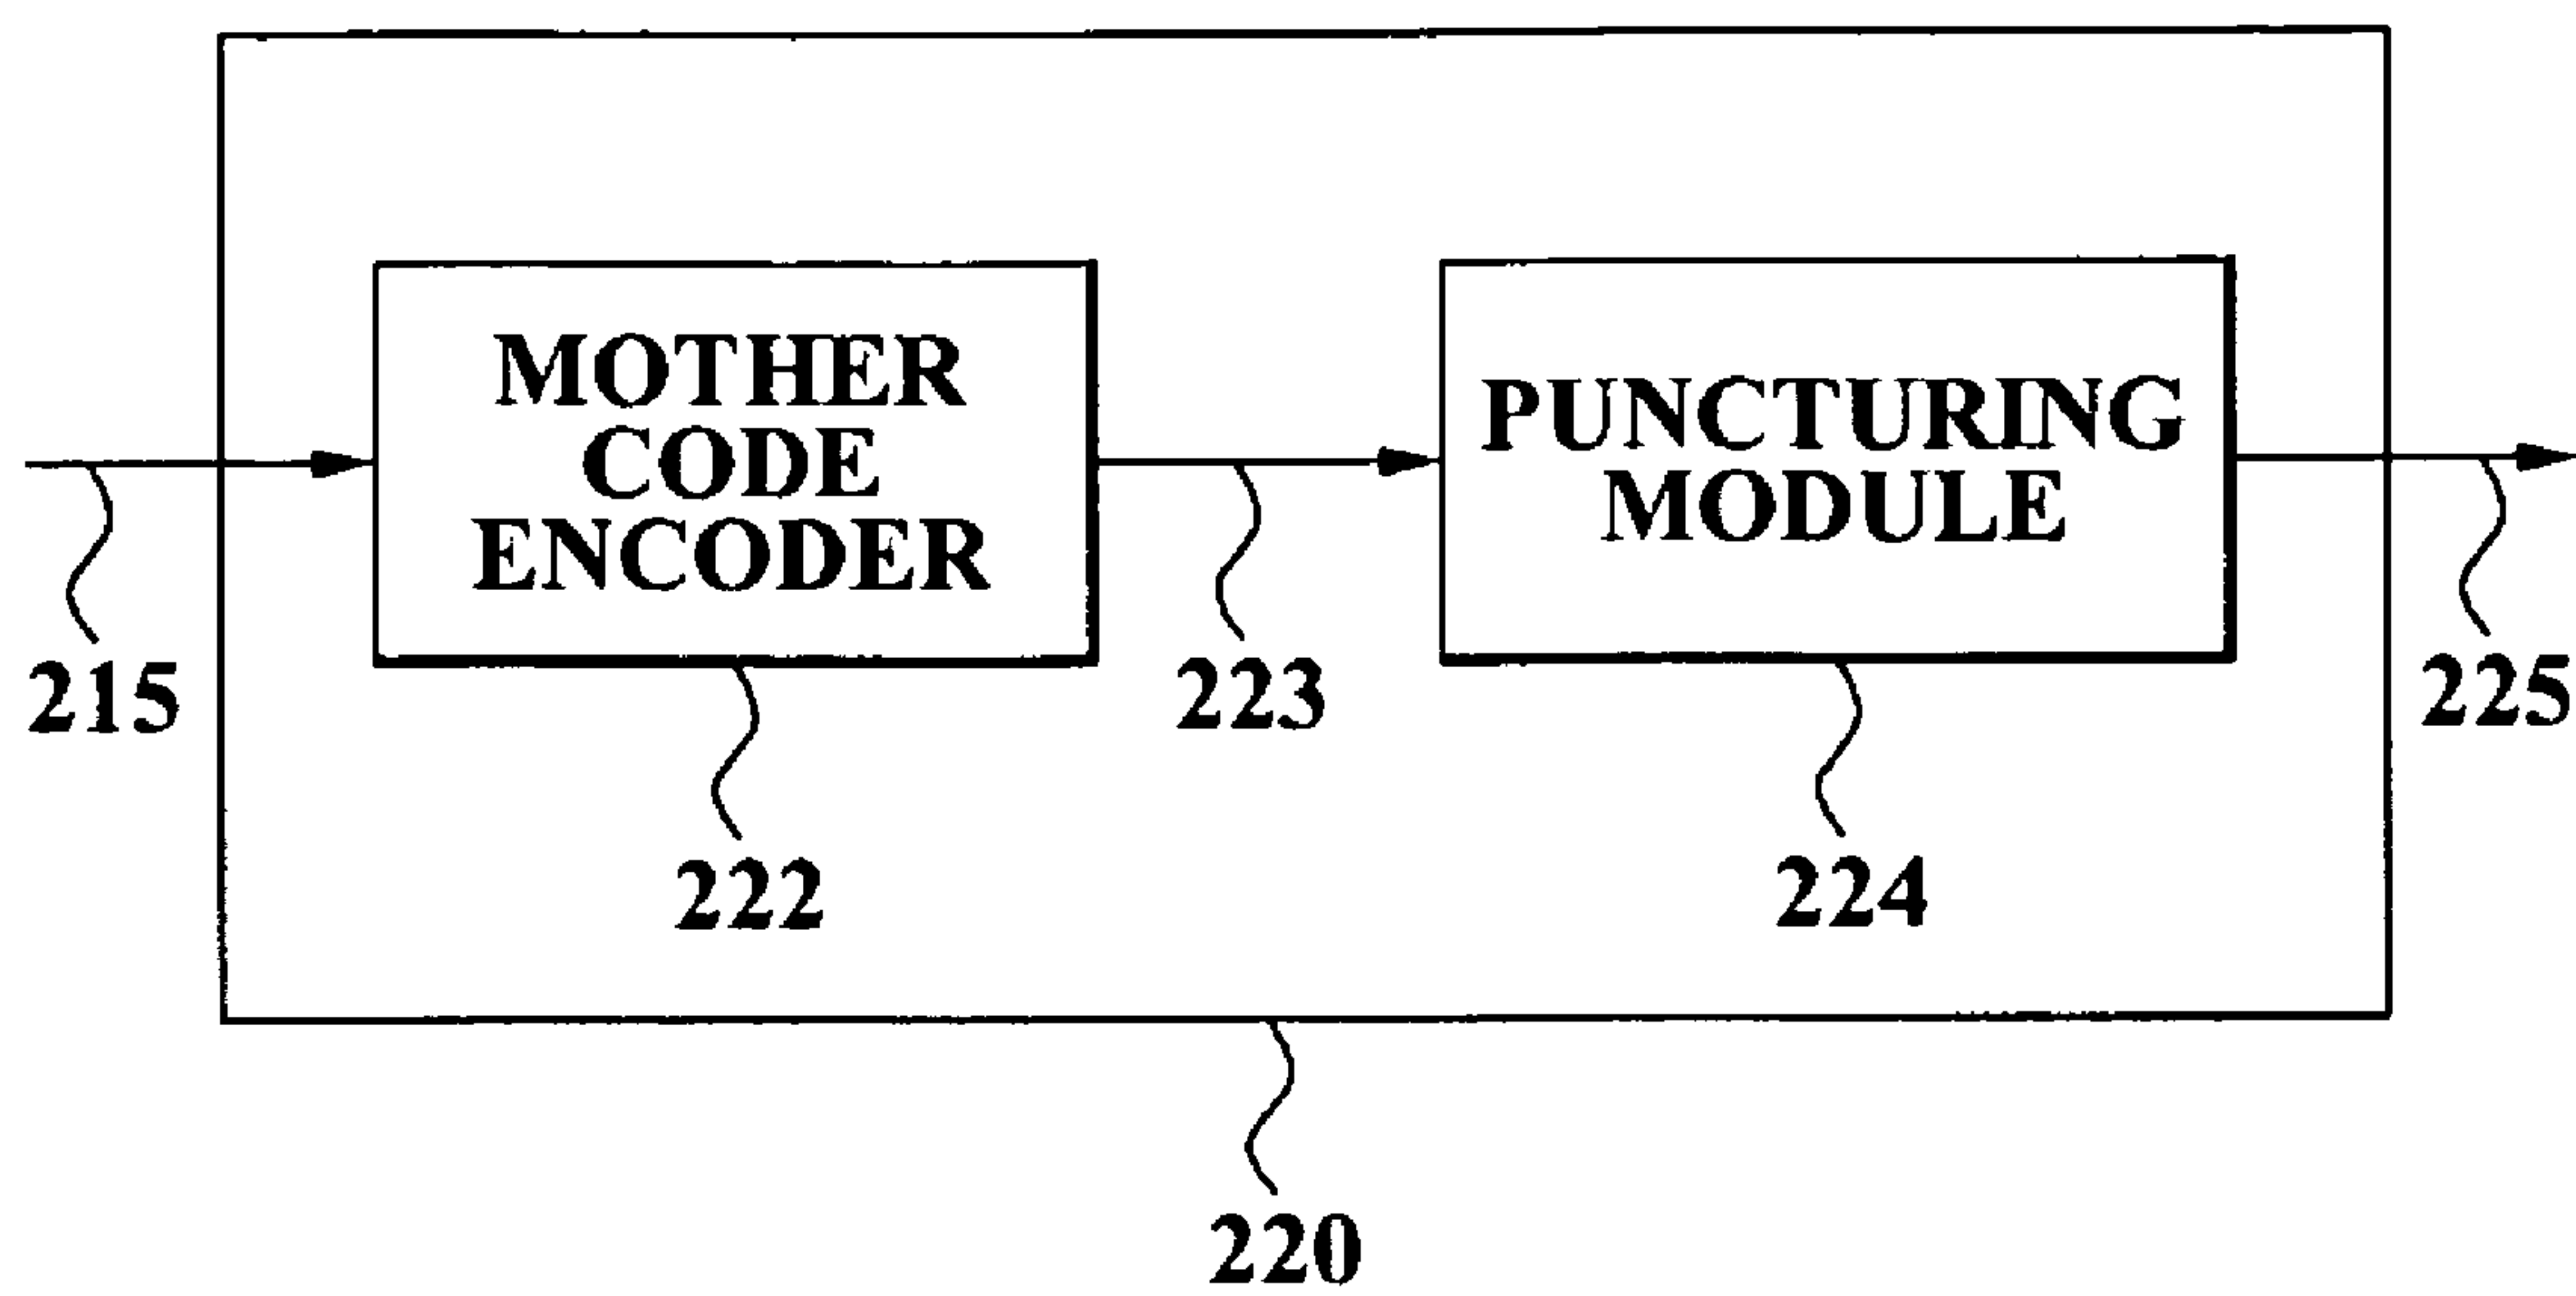 MOTHER
CODE
ENCODER
PUNCTURING
MODULE
215
223
225
222
224
220